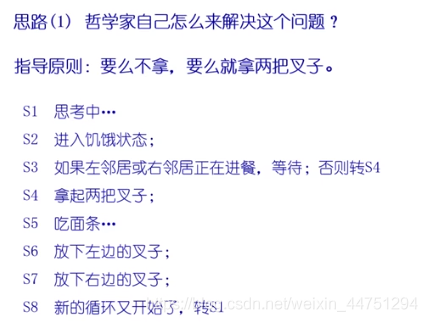 思路(1) 哲学家自己怎么来解决这个问题？
指导原则：要么不拿，要么就拿两把叉子。
S1 思考中…
S2 进入饥饿状态；
S3 如果左邻居或右邻居正在进餐，等待；否则转S4
S4 拿起两把叉子；
S5 吃面条…
S6 放下左边的叉子；
S7 放下右边的叉子；
S8 新的循环又开始了，转S1
https://blog.csdn.net/weixin_44751294